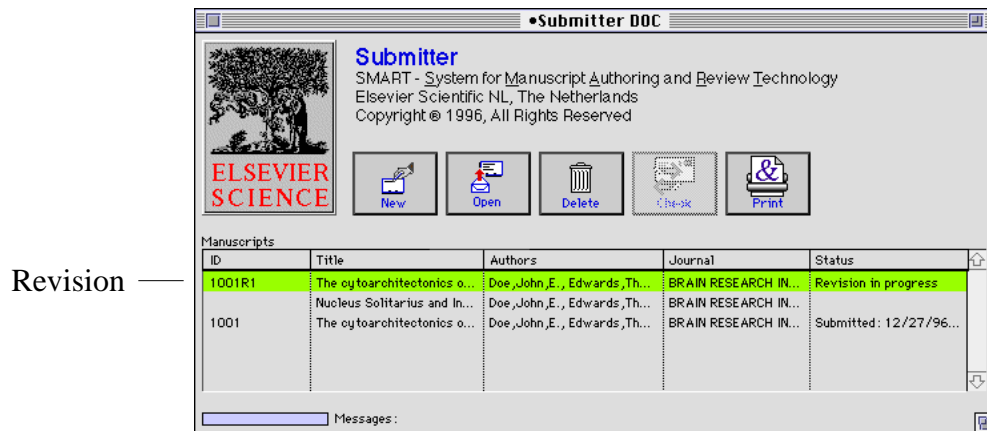 •Submitter DOC
Submitter
SMART - System for Manuscript Authoring and Review Technology
Elsevier Scientific NL, The Netherlands
Copyright © 1996, All Rights Reserved
ELSEVIER
SCIENCE
New Open Delete Check & Print
Manuscripts
ID Title Authors Journal Status
Revision 1001R1 The cytoarchitectonics o... Doe,John,E., Edwards,Th... BRAIN RESEARCH IN... Revision in progress
Nucleus Solitarius and In... Doe,John,E., Edwards,Th... BRAIN RESEARCH IN...
1001 The cytoarchitectonics o... Doe,John,E., Edwards,Th... BRAIN RESEARCH IN... Submitted: 12/27/96...
Messages: